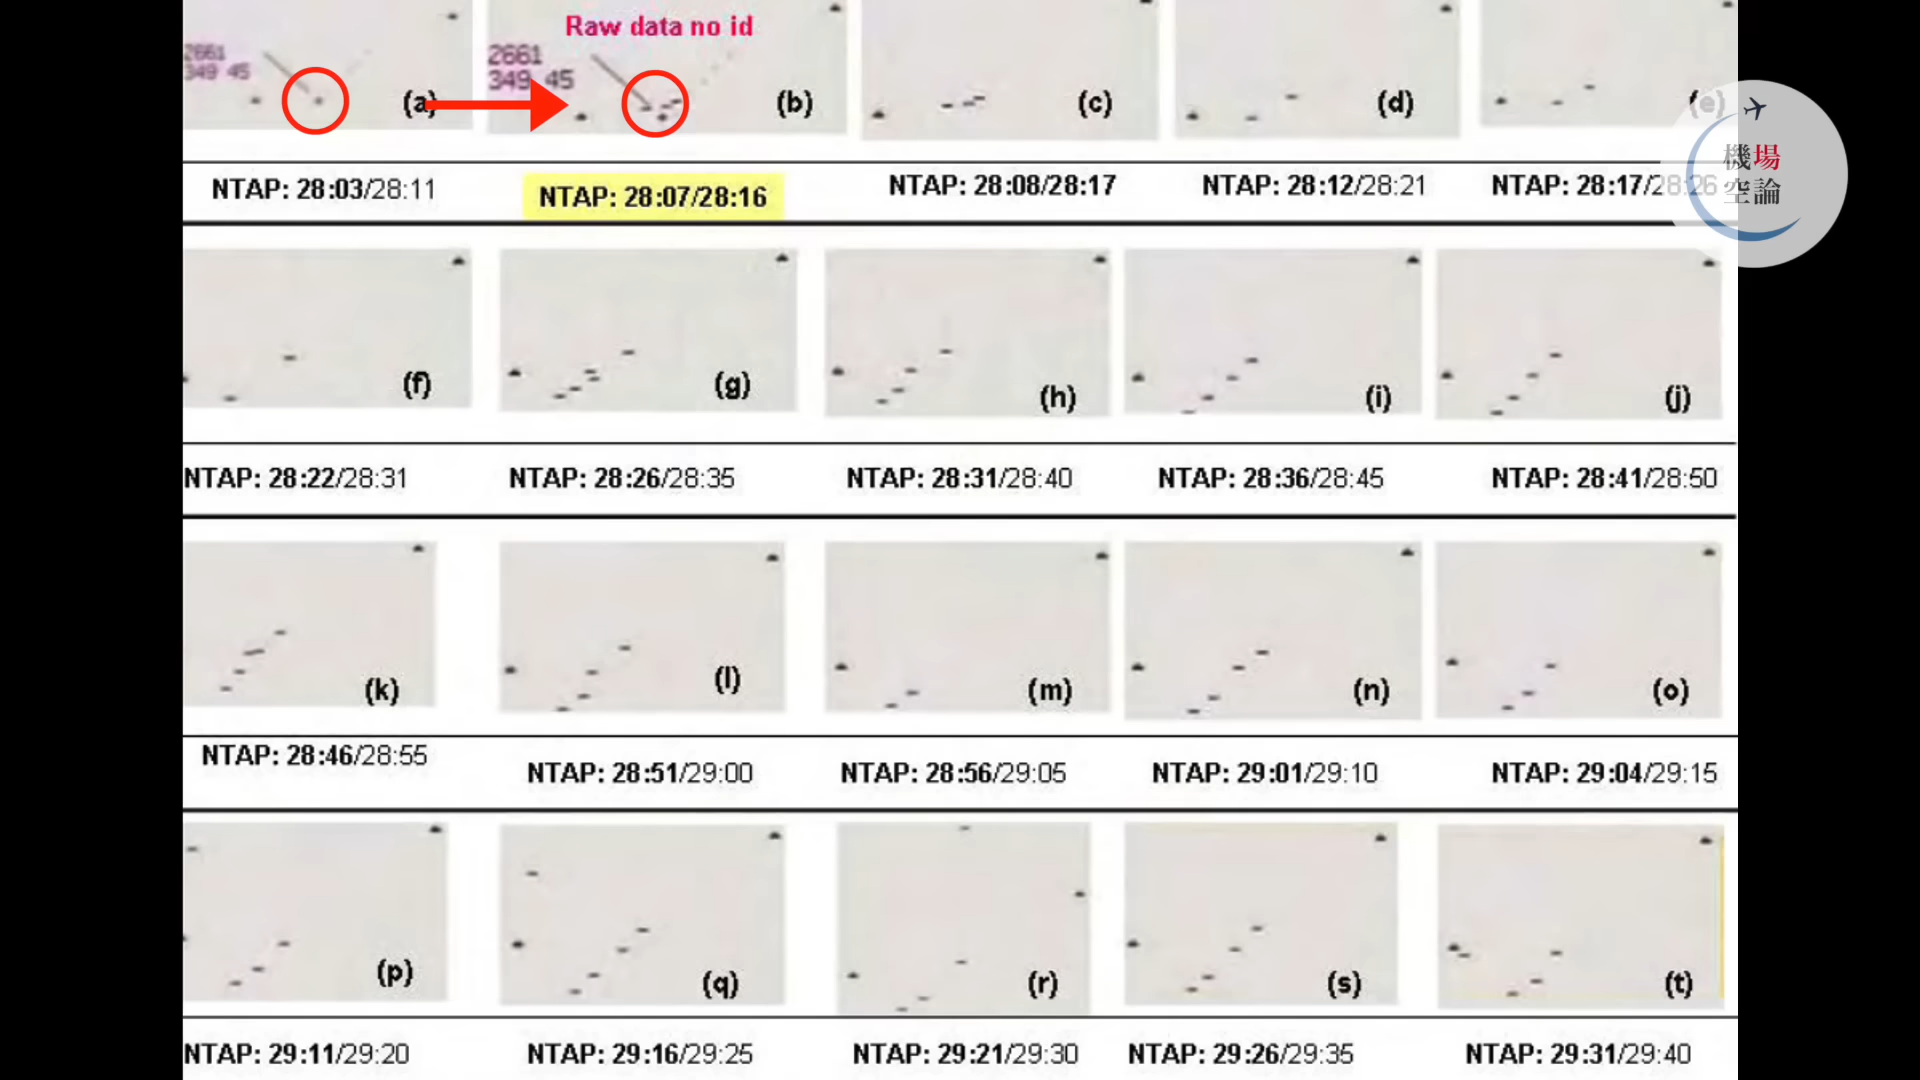 Raw data no id
2661
349 45
2661
349 45
(a)
(b)
(c)
(d)
(e)
NTAP: 28:03/28:11
NTAP: 28:07/28:16
NTAP: 28:08/28:17
NTAP: 28:12/28:21
NTAP: 28:17/28:26
機場
空論
(f)
(g)
(h)
(i)
(j)
NTAP: 28:22/28:31
NTAP: 28:26/28:35
NTAP: 28:31/28:40
NTAP: 28:36/28:45
NTAP: 28:41/28:50
(k)
(l)
(m)
(n)
(o)
NTAP: 28:46/28:55
NTAP: 28:51/29:00
NTAP: 28:56/29:05
NTAP: 29:01/29:10
NTAP: 29:04/29:15
(p)
(q)
(r)
(s)
(t)
NTAP: 29:11/29:20
NTAP: 29:16/29:25
NTAP: 29:21/29:30
NTAP: 29:26/29:35
NTAP: 29:31/29:40